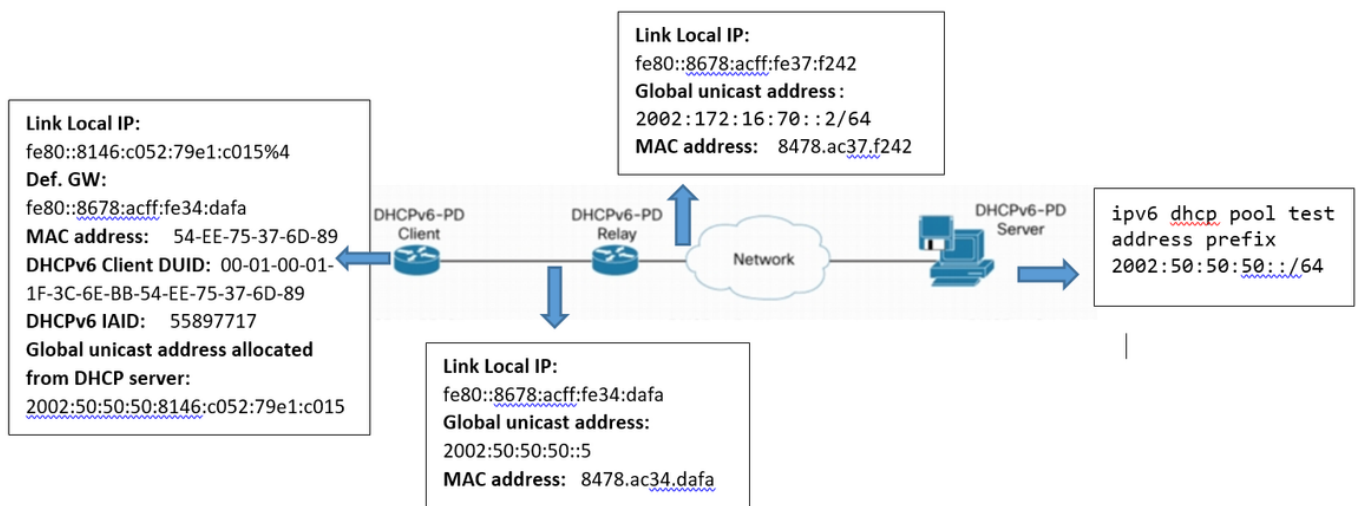 Link Local IP:
fe80::8678:acff:fe37:f242
Global unicast address:
2002:172:16:70::2/64
MAC address: 8478.ac37.f242
Link Local IP:
fe80::8146:c052:79e1:c015%4
Def. GW:
fe80::8678:acff:fe34:dafa
MAC address: 54-EE-75-37-6D-89
DHCPv6 Client DUID: 00-01-00-01-
1F-3C-6E-BB-54-EE-75-37-6D-89
DHCPv6 IAID: 55897717
Global unicast address allocated
from DHCP server:
2002:50:50:50:8146:c052:79e1:c015
DHCPv6-PD
Client
DHCPv6-PD
Relay
Network
DHCPv6-PD
Server
ipv6 dhcp pool test
address prefix
2002:50:50:50::/64
Link Local IP:
fe80::8678:acff:fe34:dafa
Global unicast address:
2002:50:50:50::5
MAC address: 8478.ac34.dafa